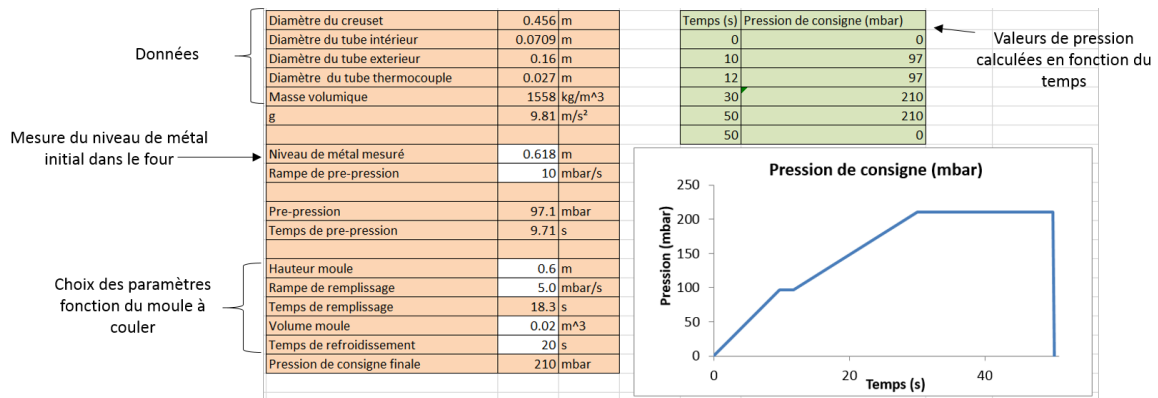 Données
Mesure du niveau de métal
initial dans le four
Choix des paramètres
fonction du moule à
couler
Diamètre du creuset 0.456 m
Diamètre du tube intérieur 0.0709 m
Diamètre du tube exterieur 0.16 m
Diamètre du tube thermocouple 0.027 m
Masse volumique 1558 kg/m^3
g 9.81 m/s²
Niveau de métal mesuré 0.618 m
Rampe de pre-pression 10 mbar/s
Pre-pression 97.1 mbar
Temps de pre-pression 9.71 s
Hauteur moule 0.6 m
Rampe de remplissage 5.0 mbar/s
Temps de remplissage 18.3 s
Volume moule 0.02 m^3
Temps de refroidissement 20 s
Pression de consigne finale 210 mbar
Temps (s) Pression de consigne (mbar)
0 0
10 97
12 97
30 210
50 210
50 0
Valeurs de pression
calculées en fonction du
temps
Pression de consigne (mbar)
Pression (mbar)
250
200
150
100
50
0
0 20 40
Temps (s)